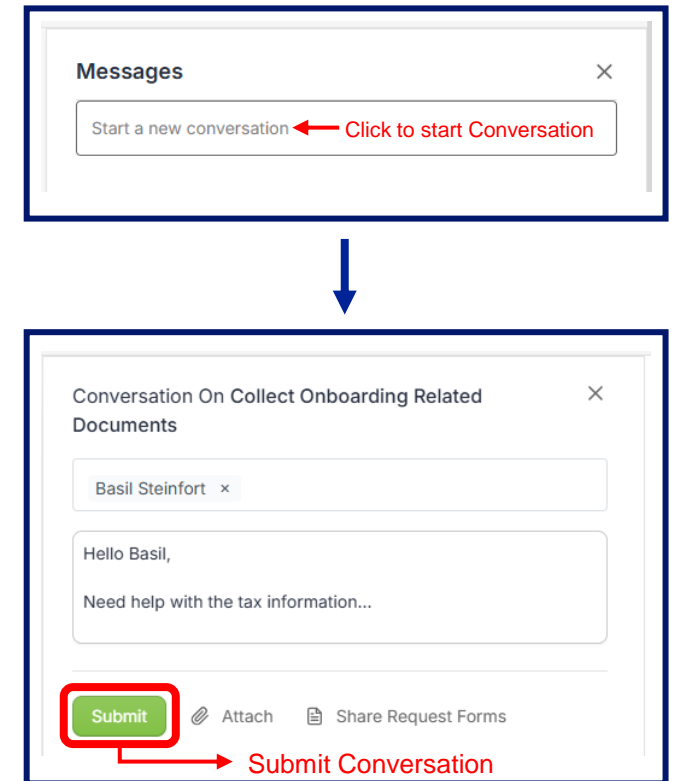 Messages
Start a new conversation Click to start Conversation
Conversation On Collect Onboarding Related
Documents
Basil Steinfort ×
Hello Basil,
Need help with the tax information...
Submit Attach Share Request Forms
Submit Conversation